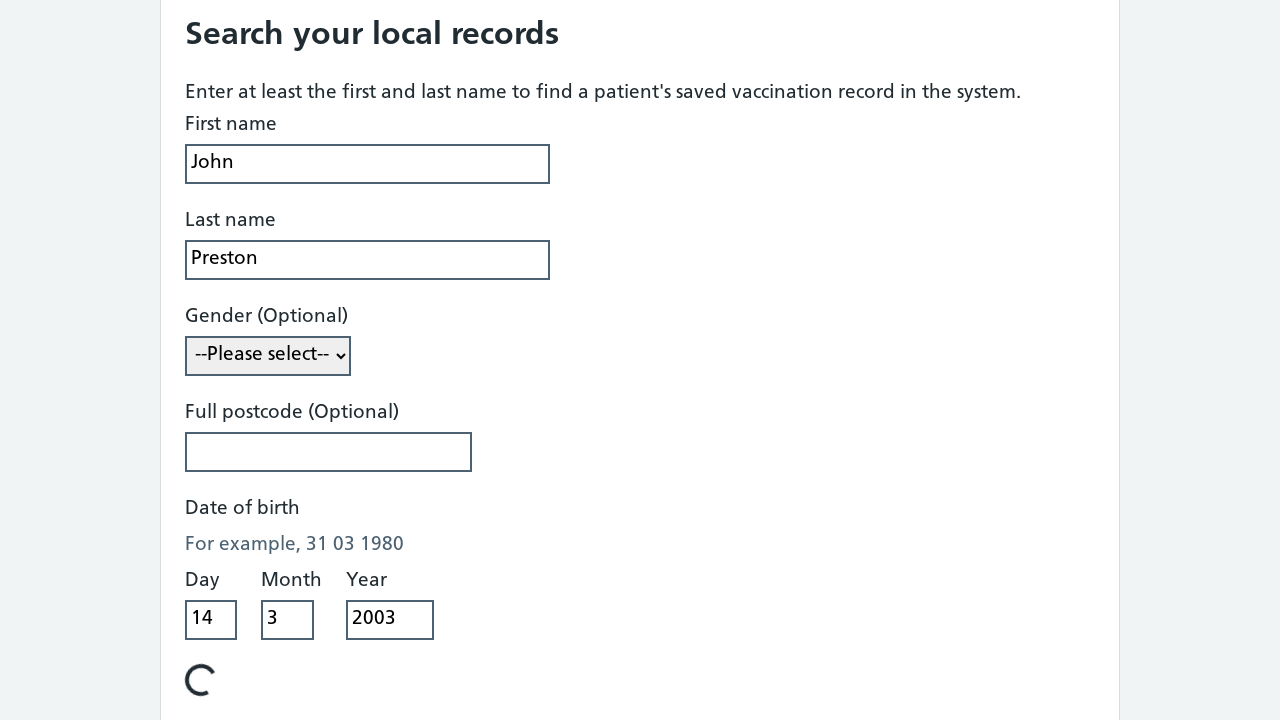 Search your local records
Enter at least the first and last name to find a patient's saved vaccination record in the system.
First name
John
Last name
Preston
Gender (Optional)
--Please select--
Full postcode (Optional)
Date of birth
For example, 31 03 1980
Day Month Year
14 3 2003